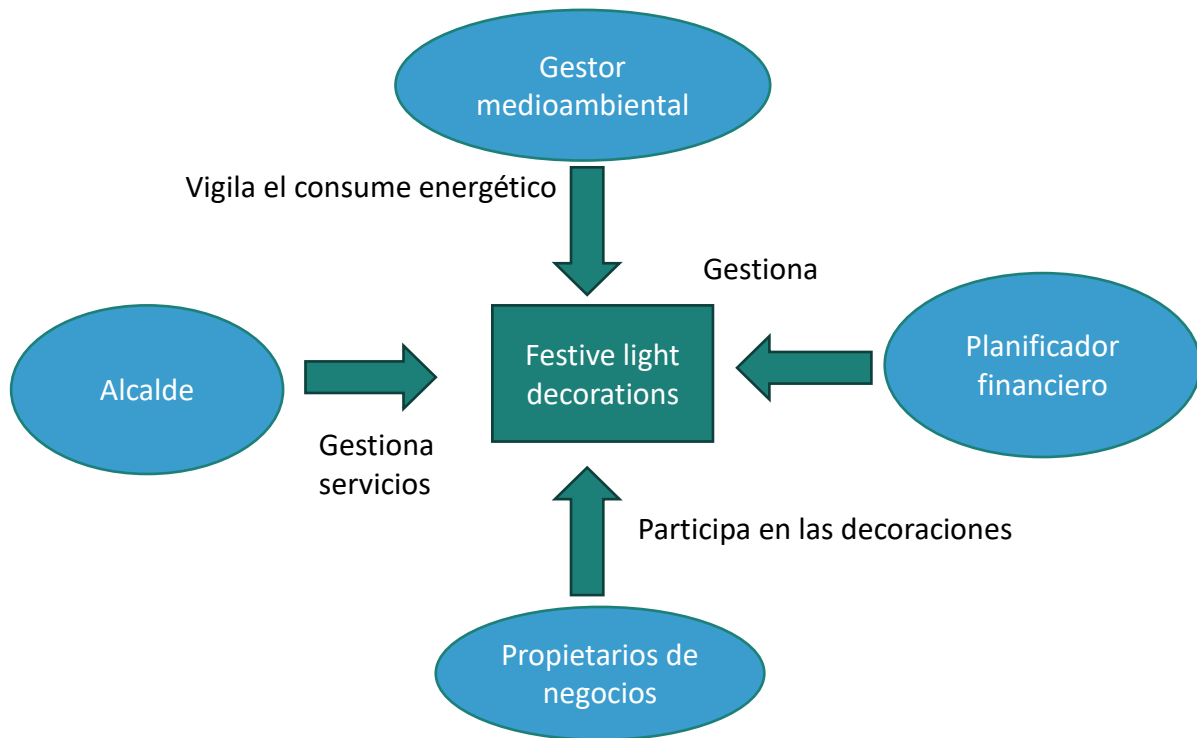 Gestor
medioambiental
Vigila el consume energético
Gestiona
Alcalde
Festive light
decorations
Planificador
financiero
Gestiona
servicios
Participa en las decoraciones
Propietarios de
negocios